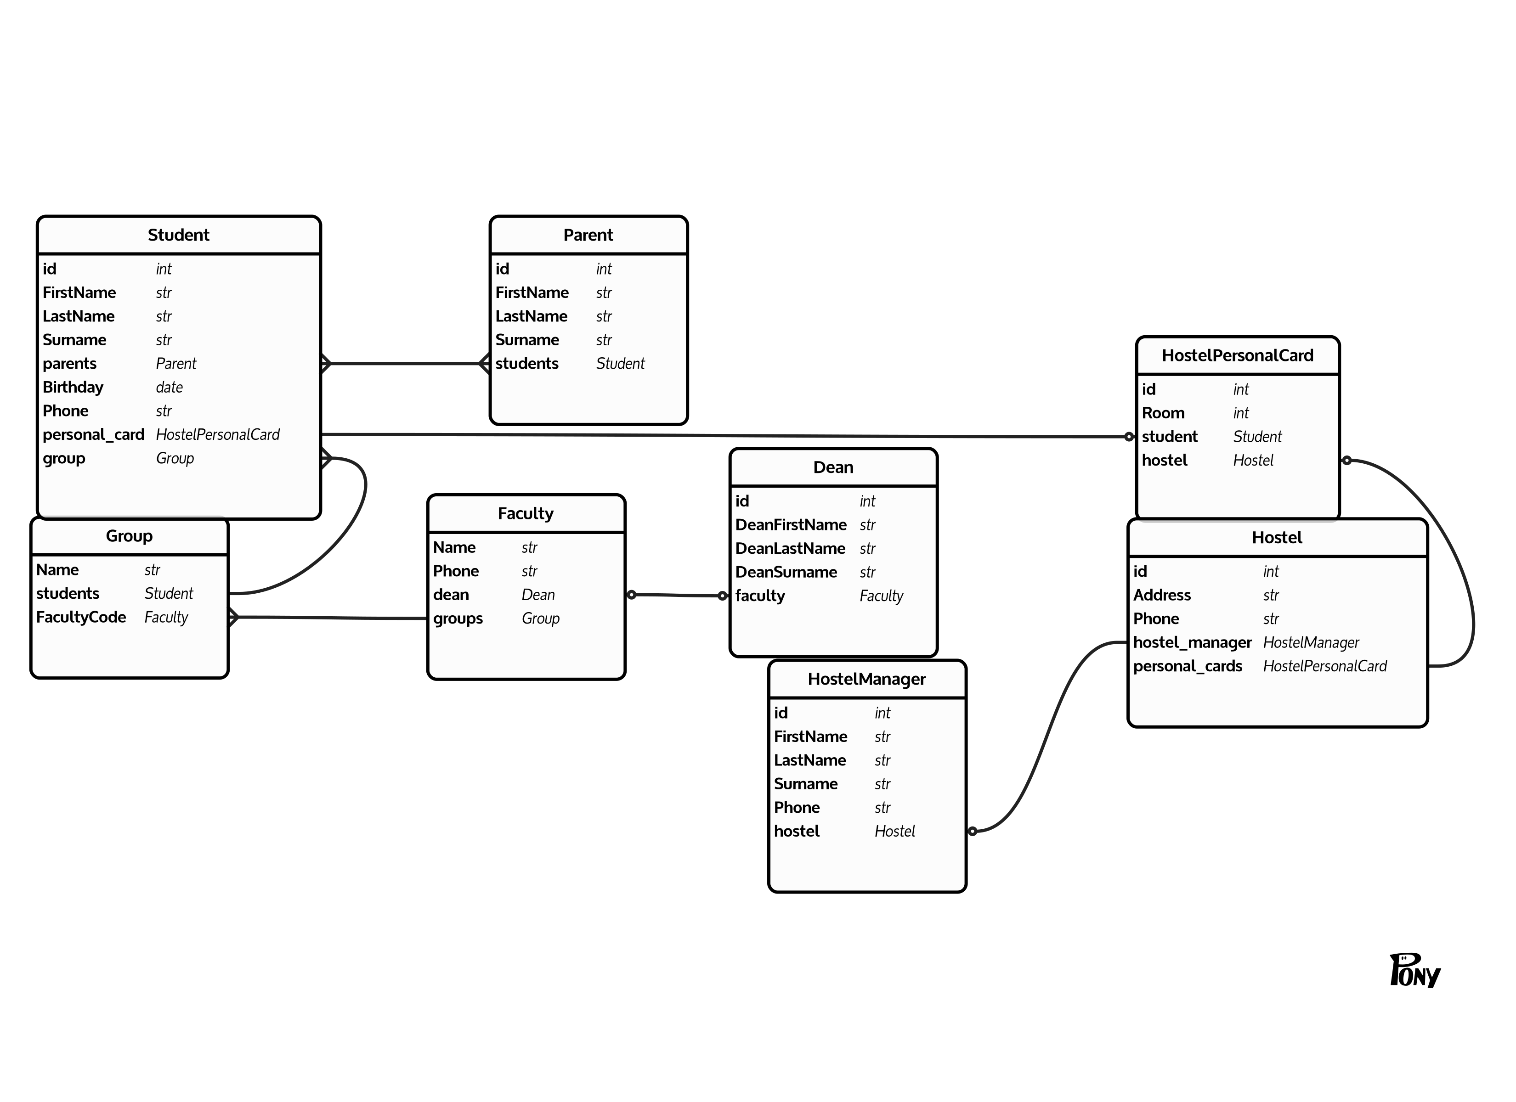 Student
id int
FirstName str
LastName str
Surname str
parents Parent
Birthday date
Phone str
personal_card HostelPersonalCard
group Group
Parent
id int
FirstName str
LastName str
Surname str
students Student
HostelPersonalCard
id int
Room int
student Student
hostel Hostel
Dean
id int
DeanFirstName str
DeanLastName str
DeanSurname str
faculty Faculty
Faculty
Name str
Phone str
dean Dean
groups Group
Group
Name str
students Student
FacultyCode Faculty
Hostel
id int
Address str
Phone str
hostel_manager HostelManager
personal_cards HostelPersonalCard
HostelManager
id int
FirstName str
LastName str
Surname str
Phone str
hostel Hostel
PONY